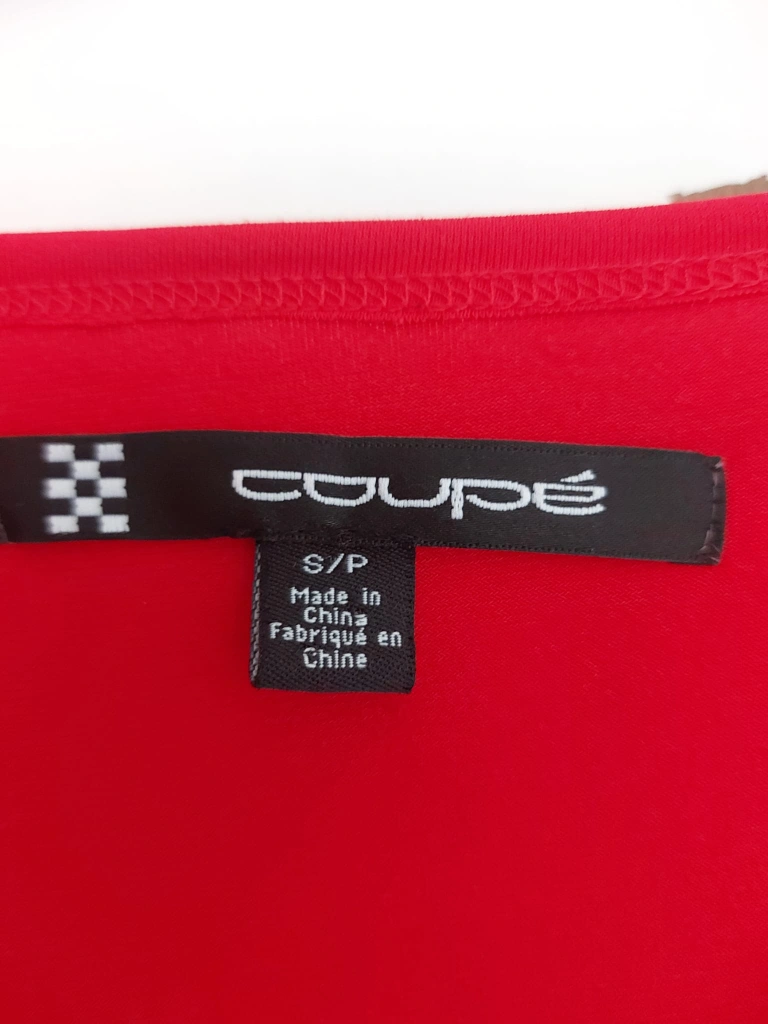 coupé
S/P
Made in
China
Fabriqué en
Chine